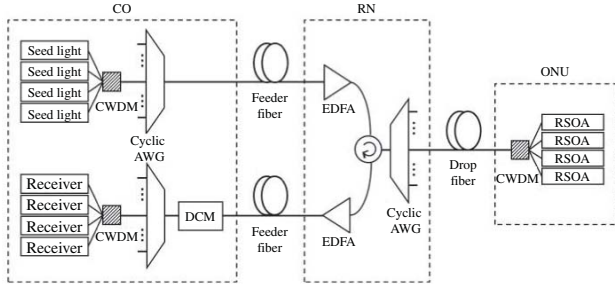 CO
RN
ONU
Seed light
Seed light
Seed light
Seed light
CWDM
Cyclic
AWG
Feeder
fiber
EDFA
Receiver
Receiver
Receiver
Receiver
CWDM
DCM
Feeder
fiber
EDFA
Cyclic
AWG
Drop
fiber
CWDM
RSOA
RSOA
RSOA
RSOA